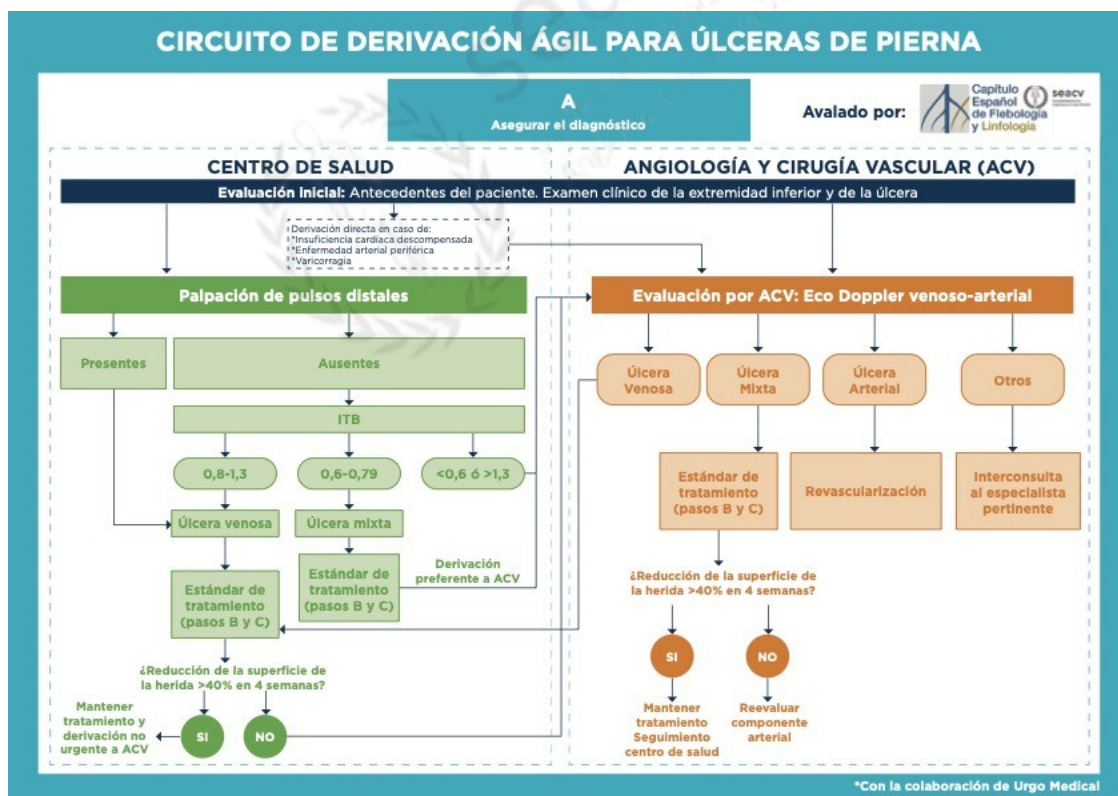 CIRCUITO DE DERIVACIÓN ÁGIL PARA ÚLCERAS DE PIERNA
A
Asegurar el diagnóstico
Avalado por:
Capítulo
Español
de Flebología
y Linfología
seacv
CENTRO DE SALUD
ANGIOLOGÍA Y CIRUGÍA VASCULAR (ACV)
Evaluación inicial: Antecedentes del paciente. Examen clínico de la extremidad inferior y de la úlcera
Derivación directa en caso de:
*Insuficiencia cardíaca descompensada
*Enfermedad arterial periférica
*Varicorragia
Palpación de pulsos distales
Evaluación por ACV: Eco Doppler venoso-arterial
Presentes
Ausentes
ITB
0,8-1,3
0,6-0,79
<0,6 ó >1,3
Úlcera venosa
Úlcera mixta
Estándar de
tratamiento
(pasos B y C)
Estándar de
tratamiento
(pasos B y C)
Derivación
preferente a ACV
¿Reducción de la superficie de
la herida >40% en 4 semanas?
Mantener
tratamiento y
derivación no
urgente a ACV
SI
NO
Úlcera
Venosa
Úlcera
Mixta
Úlcera
Arterial
Otros
Estándar de
tratamiento
(pasos B y C)
Revascularización
Interconsulta
al especialista
pertinente
¿Reducción de la superficie de
la herida >40% en 4 semanas?
SI
NO
Mantener
tratamiento
Seguimiento
centro de salud
Reevaluar
componente
arterial
*Con la colaboración de Urgo Medical